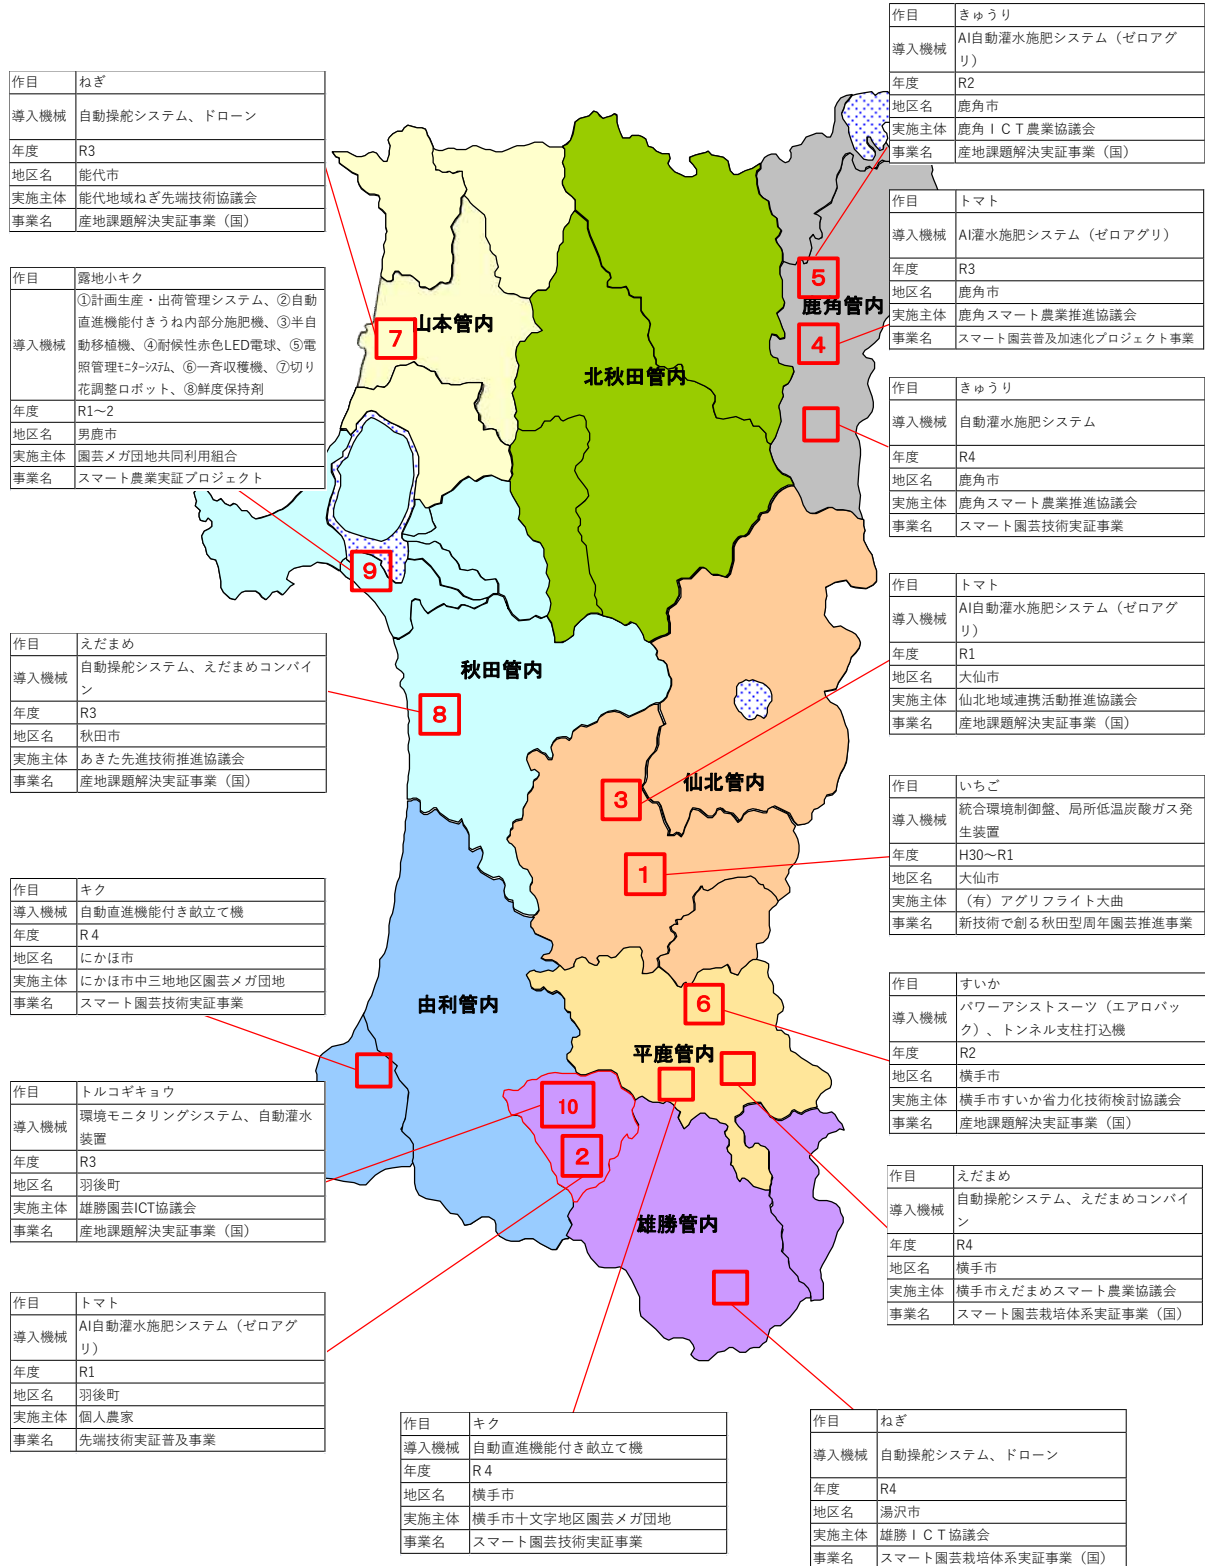 作目 きゅうり
導入機械 AI自動灌水施肥システム（ゼロアグ
リ）
年度 R2
地区名 鹿角市
実施主体 鹿角ＩＣＴ農業協議会
事業名 産地課題解決実証事業（国）
作目 ねぎ
導入機械 自動操舵システム、ドローン
年度 R3
地区名 能代市
実施主体 能代地域ねぎ先端技術協議会
事業名 産地課題解決実証事業（国）
作目 トマト
導入機械 AI灌水施肥システム（ゼロアグリ）
年度 R3
地区名 鹿角市
実施主体 鹿角スマート農業推進協議会
事業名 スマート園芸普及加速化プロジェクト事業
作目 露地小キク
導入機械 ①計画生産・出荷管理システム、②自動
直進機能付きうね内部分施肥機、③半自
動移植機、④耐候性赤色LED電球、⑤電
照管理モニターシステム、⑥一斉収穫機、⑦切り
花調整ロボット、⑧鮮度保持剤
年度 R1～2
地区名 男鹿市
実施主体 園芸メガ団地共同利用組合
事業名 スマート農業実証プロジェクト
5
鹿角管内
4
7
山本管内
北秋田管内
作目 きゅうり
導入機械 自動灌水施肥システム
年度 R4
地区名 鹿角市
実施主体 鹿角スマート農業推進協議会
事業名 スマート園芸技術実証事業
9
作目 トマト
導入機械 AI自動灌水施肥システム（ゼロアグ
リ）
年度 R1
地区名 大仙市
実施主体 仙北地域連携活動推進協議会
事業名 産地課題解決実証事業（国）
作目 えだまめ
導入機械 自動操舵システム、えだまめコンバイ
ン
年度 R3
地区名 秋田市
実施主体 あきた先進技術推進協議会
事業名 産地課題解決実証事業（国）
秋田管内
8
仙北管内
3
1
作目 いちご
導入機械 統合環境制御盤、局所低温炭酸ガス発
生装置
年度 H30～R1
地区名 大仙市
実施主体 （有）アグリフライト大曲
事業名 新技術で創る秋田型周年園芸推進事業
作目 キク
導入機械 自動直進機能付き畝立て機
年度 R４
地区名 にかほ市
実施主体 にかほ市中三地地区園芸メガ団地
事業名 スマート園芸技術実証事業
由利管内
6
平鹿管内
作目 すいか
導入機械 パワーアシストスーツ（エアロバッ
ク）、トンネル支柱打込機
年度 R2
地区名 横手市
実施主体 横手市すいか省力化技術検討協議会
事業名 産地課題解決実証事業（国）
作目 トルコギキョウ
導入機械 環境モニタリングシステム、自動灌水
装置
年度 R3
地区名 羽後町
実施主体 雄勝園芸ICT協議会
事業名 産地課題解決実証事業（国）
10
2
雄勝管内
作目 えだまめ
導入機械 自動操舵システム、えだまめコンバイ
ン
年度 R4
地区名 横手市
実施主体 横手市えだまめスマート農業協議会
事業名 スマート園芸栽培体系実証事業（国）
作目 トマト
導入機械 AI自動灌水施肥システム（ゼロアグ
リ）
年度 R1
地区名 羽後町
実施主体 個人農家
事業名 先端技術実証普及事業
作目 キク
導入機械 自動直進機能付き畝立て機
年度 R４
地区名 横手市
実施主体 横手市十文字地区園芸メガ団地
事業名 スマート園芸技術実証事業
作目 ねぎ
導入機械 自動操舵システム、ドローン
年度 R4
地区名 湯沢市
実施主体 雄勝ＩＣＴ協議会
事業名 スマート園芸栽培体系実証事業（国）